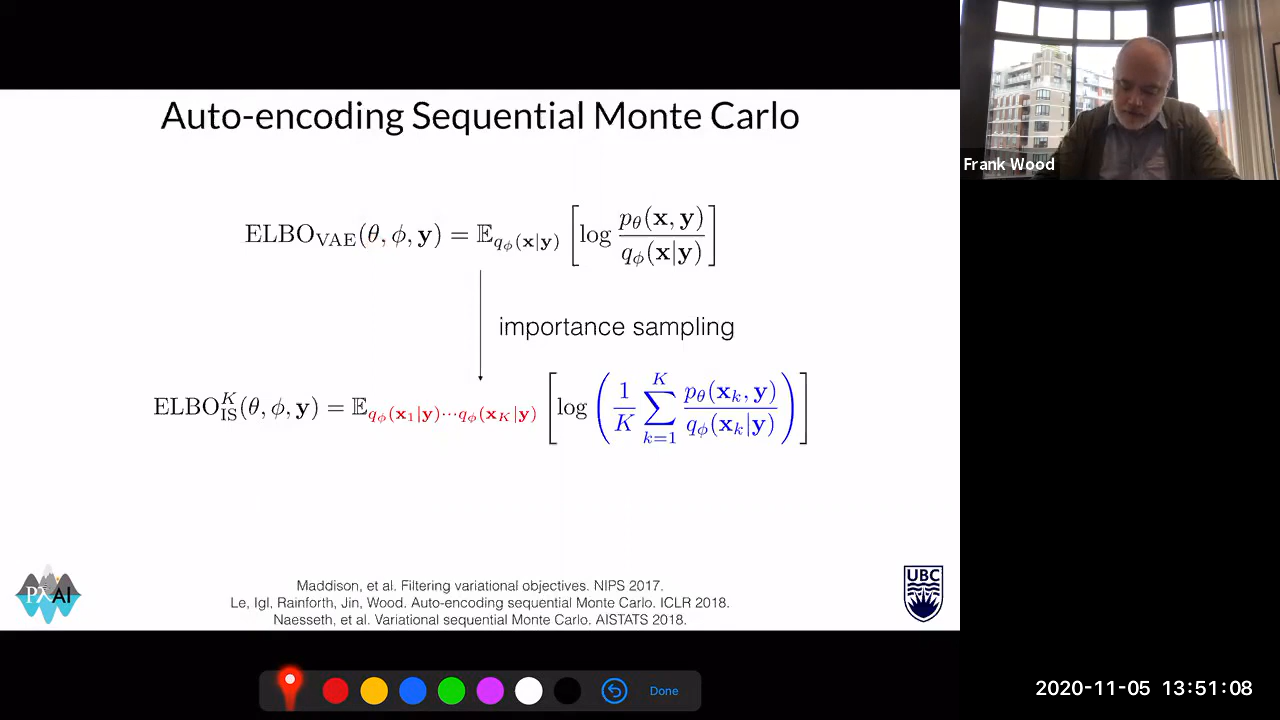 Auto-encoding Sequential Monte Carlo
Frank Wood
ELBO_VAE(θ, ϕ, y) = 𝔼_{q_ϕ(x|y)} [log p_θ(x, y) / q_ϕ(x|y)]
importance sampling
ELBO^K_IS(θ, ϕ, y) = 𝔼_{q_ϕ(x_1|y)···q_ϕ(x_K|y)} [log (1/K ∑_{k=1}^{K} p_θ(x_k, y) / q_ϕ(x_k|y))]
Maddison, et al. Filtering variational objectives. NIPS 2017.
Le, Igl, Rainforth, Jin, Wood. Auto-encoding sequential Monte Carlo. ICLR 2018.
Naesseth, et al. Variational sequential Monte Carlo. AISTATS 2018.
PλAI
UBC
Done
2020-11-05 13:51:08